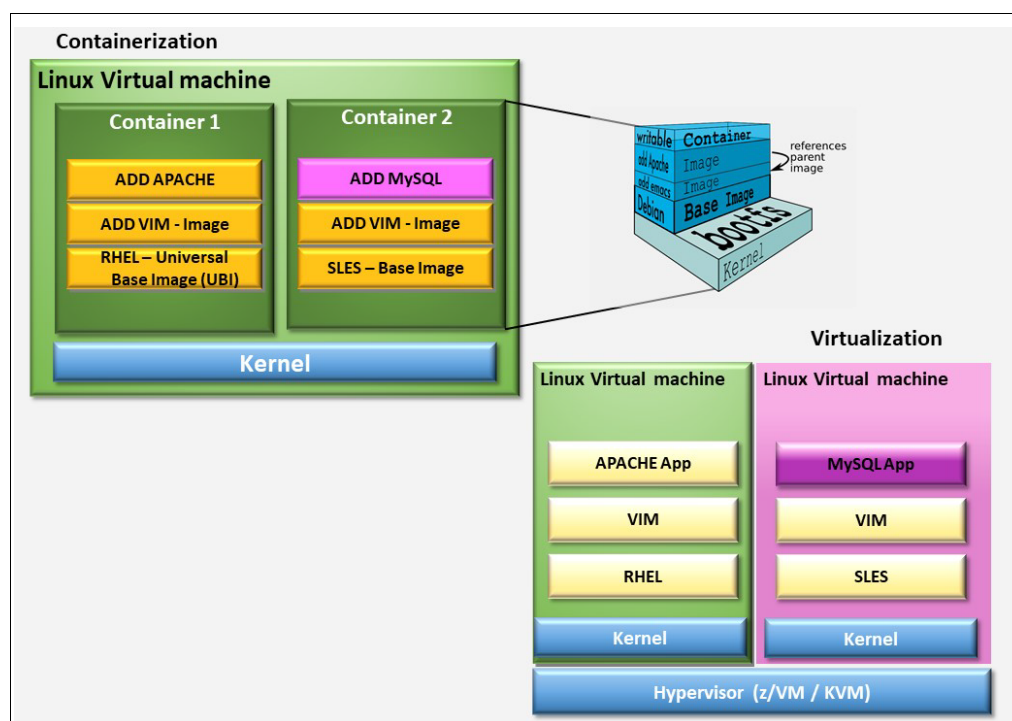 Containerization
Linux Virtual machine
Container 1
ADD APACHE
ADD VIM - Image
RHEL – Universal
Base Image (UBI)
Container 2
ADD MySQL
ADD VIM - Image
SLES – Base Image
Kernel
writable Container
add Apache Image
add emacs Image
Debian Base Image
bootfs
Kernel
references
parent
image
Virtualization
Linux Virtual machine
APACHE App
VIM
RHEL
Kernel
Linux Virtual machine
MySQL App
VIM
SLES
Kernel
Hypervisor (z/VM / KVM)